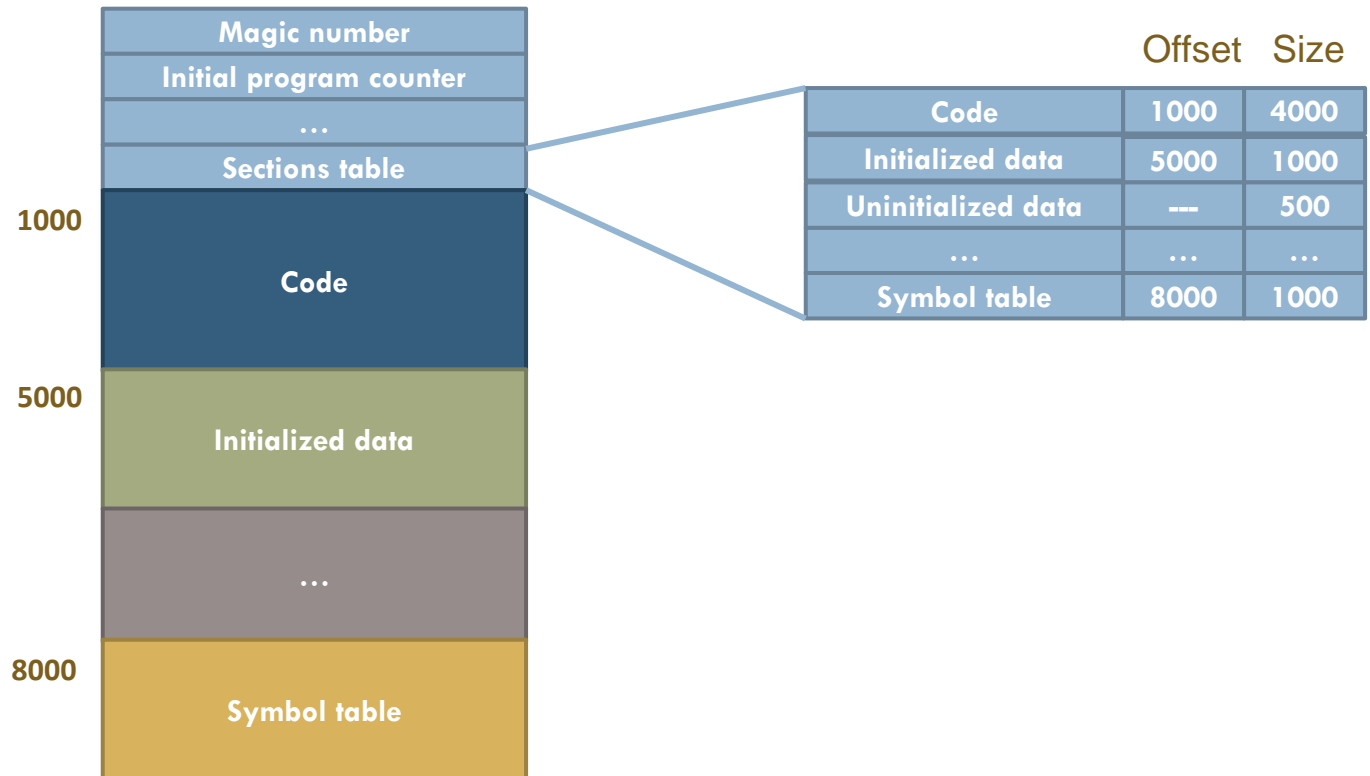 Magic number
Initial program counter
...
Sections table
1000
Code
5000
Initialized data
...
8000
Symbol table
Offset Size
Code 1000 4000
Initialized data 5000 1000
Uninitialized data --- 500
... ... ...
Symbol table 8000 1000